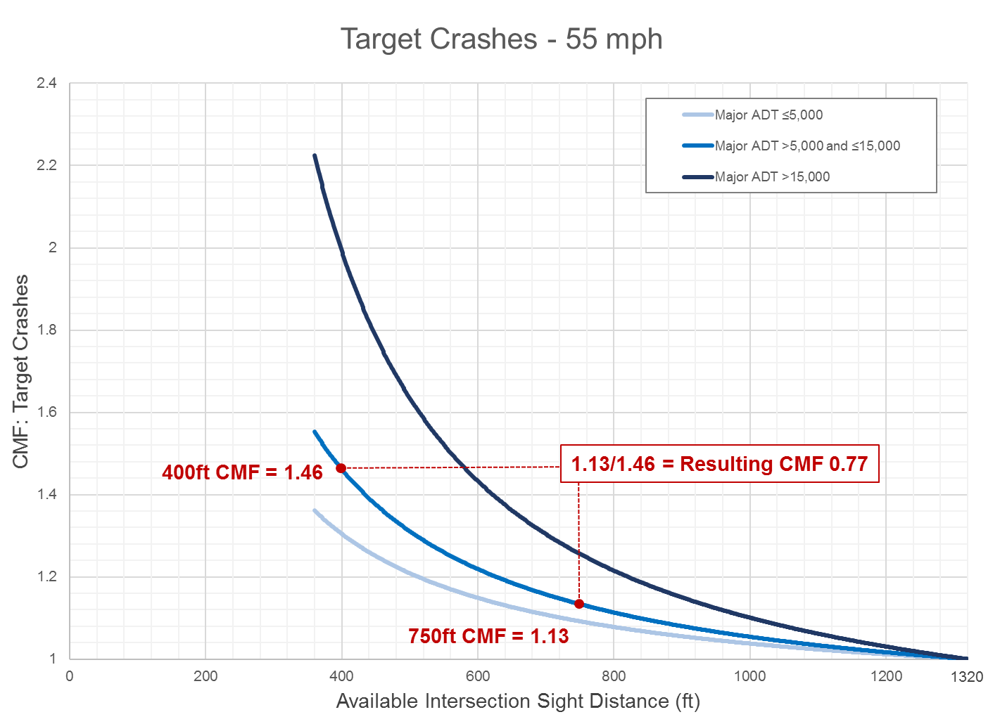 Target Crashes - 55 mph
2.4
2.2
2
1.8
1.6
1.4
1.2
1
CMF: Target Crashes
Major ADT ≤5,000
Major ADT >5,000 and ≤15,000
Major ADT >15,000
400ft CMF = 1.46
1.13/1.46 = Resulting CMF 0.77
750ft CMF = 1.13
0
200
400
600
800
1000
1200
1320
Available Intersection Sight Distance (ft)